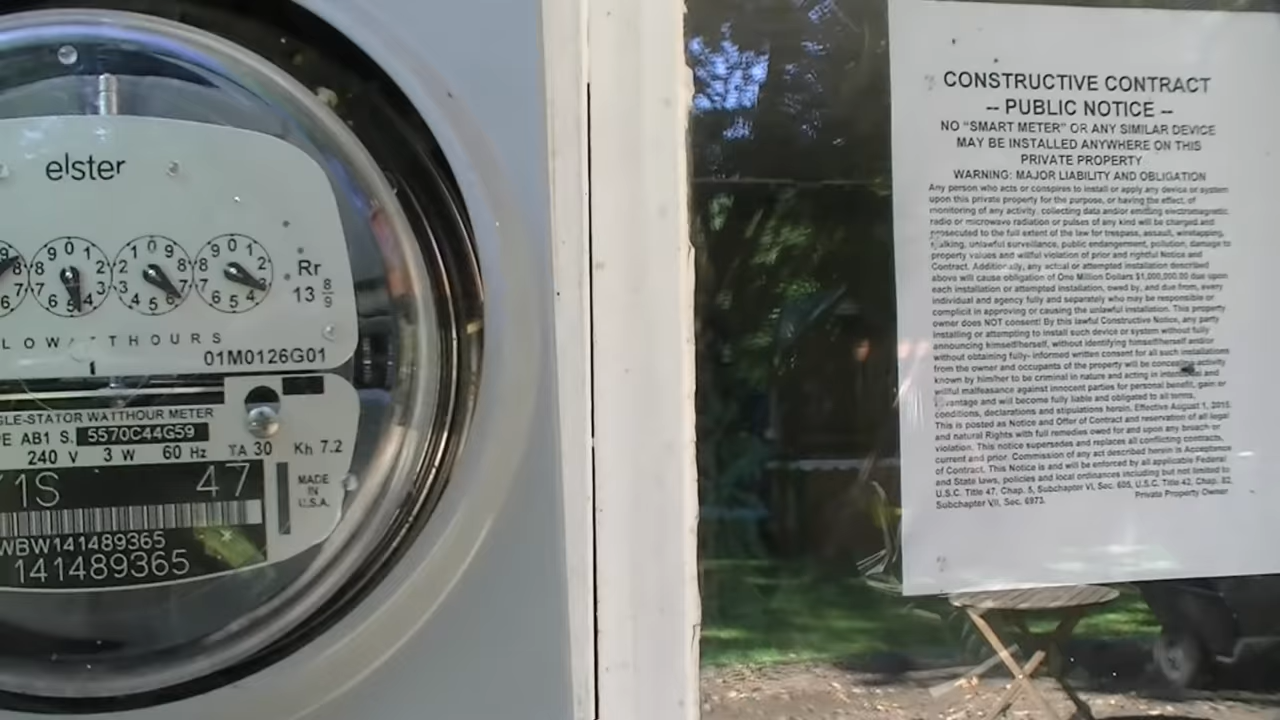 elster
Rr
13 8/9
LOWATTHOURS
01M0126G01
GLE-STATOR WATTHOUR METER
E AB1 S. 5570C44G59
240 V 3 W 60 Hz TA 30 Kh 7.2
1S 47
MADE
IN
U.S.A.
WBW141489365
141489365
CONSTRUCTIVE CONTRACT
-- PUBLIC NOTICE --
NO "SMART METER" OR ANY SIMILAR DEVICE
MAY BE INSTALLED ANYWHERE ON THIS
PRIVATE PROPERTY
WARNING: MAJOR LIABILITY AND OBLIGATION
Any person who acts or conspires to install or apply any device or system
upon this private property for the purpose, or having the effect, of
monitoring of any activity, collecting data and/or emitting electromagnetic
radio or microwave radiation or pulses of any kind will be charged and
prosecuted to the full extent of the law for trespass, assault, wiretapping,
stalking, unlawful surveillance, public endangerment, pollution, damage to
property values and willful violation of prior and rightful Notice and
Contract. Additionally, any actual or attempted installation described
above will cause obligation of One Million Dollars $1,000,000.00 due upon
each installation or attempted installation, owed by, and due from, every
individual and agency fully and separately who may be responsible or
complicit in approving or causing the unlawful installation. This property
owner does NOT consent! By this lawful Constructive Notice, any party
installing or attempting to install such device or system without fully
announcing himself/herself, without identifying himself/herself and/or
without obtaining fully- informed written consent for all such installations
from the owner and occupants of the property will be concealing activity
known by him/her to be criminal in nature and acting in intentional and
willful malfeasance against innocent parties for personal benefit, gain or
advantage and will become fully liable and obligated to all terms,
conditions, declarations and stipulations herein. Effective August 1, 2015.
This is posted as Notice and Offer of Contract and reservation of all legal
and natural Rights with full remedies owed for and upon any breach or
violation. This notice supersedes and replaces all conflicting contracts,
current and prior. Commission of any act described herein is Acceptance
of Contract. This Notice is and will be enforced by all applicable Federal
and State laws, policies and local ordinances including but not limited to
U.S.C. Title 47, Chap. 5, Subchapter VI, Sec. 605, U.S.C. Title 42, Chap. 82,
Subchapter VII, Sec. 6973. Private Property Owner